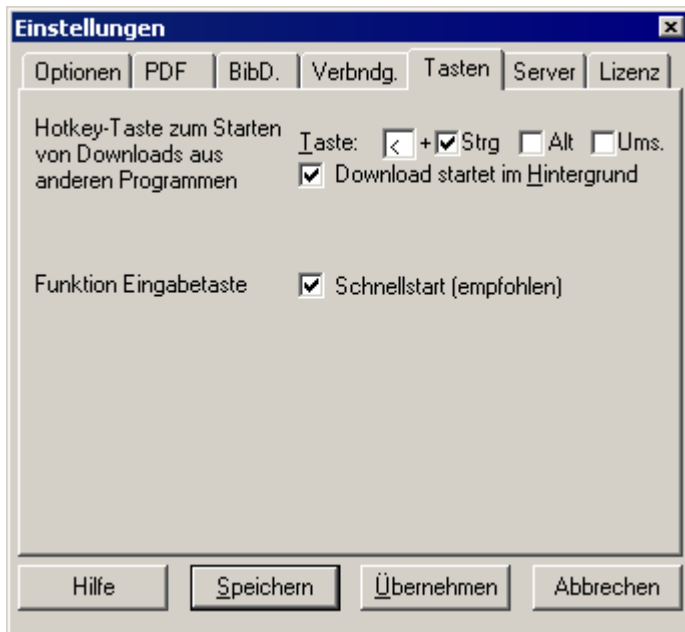 Einstellungen
Optionen PDF BibD. Verbndg. Tasten Server Lizenz
Hotkey-Taste zum Starten
von Downloads aus
anderen Programmen
Taste: < + Strg Alt Ums.
Download startet im Hintergrund
Funktion Eingabetaste Schnellstart (empfohlen)
Hilfe Speichern Übernehmen Abbrechen